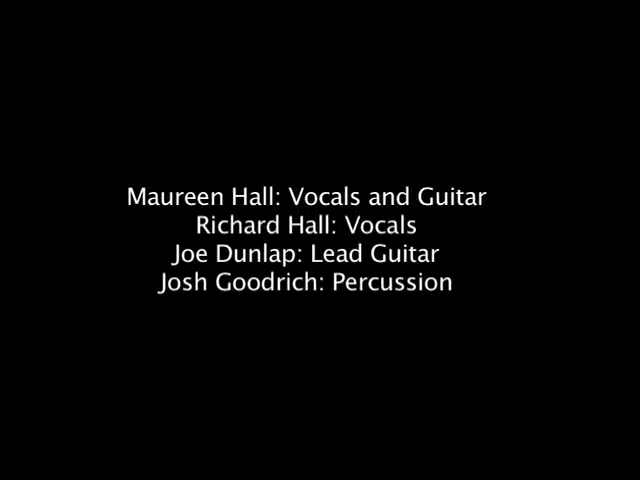 Maureen Hall: Vocals and Guitar
Richard Hall: Vocals
Joe Dunlap: Lead Guitar
Josh Goodrich: Percussion